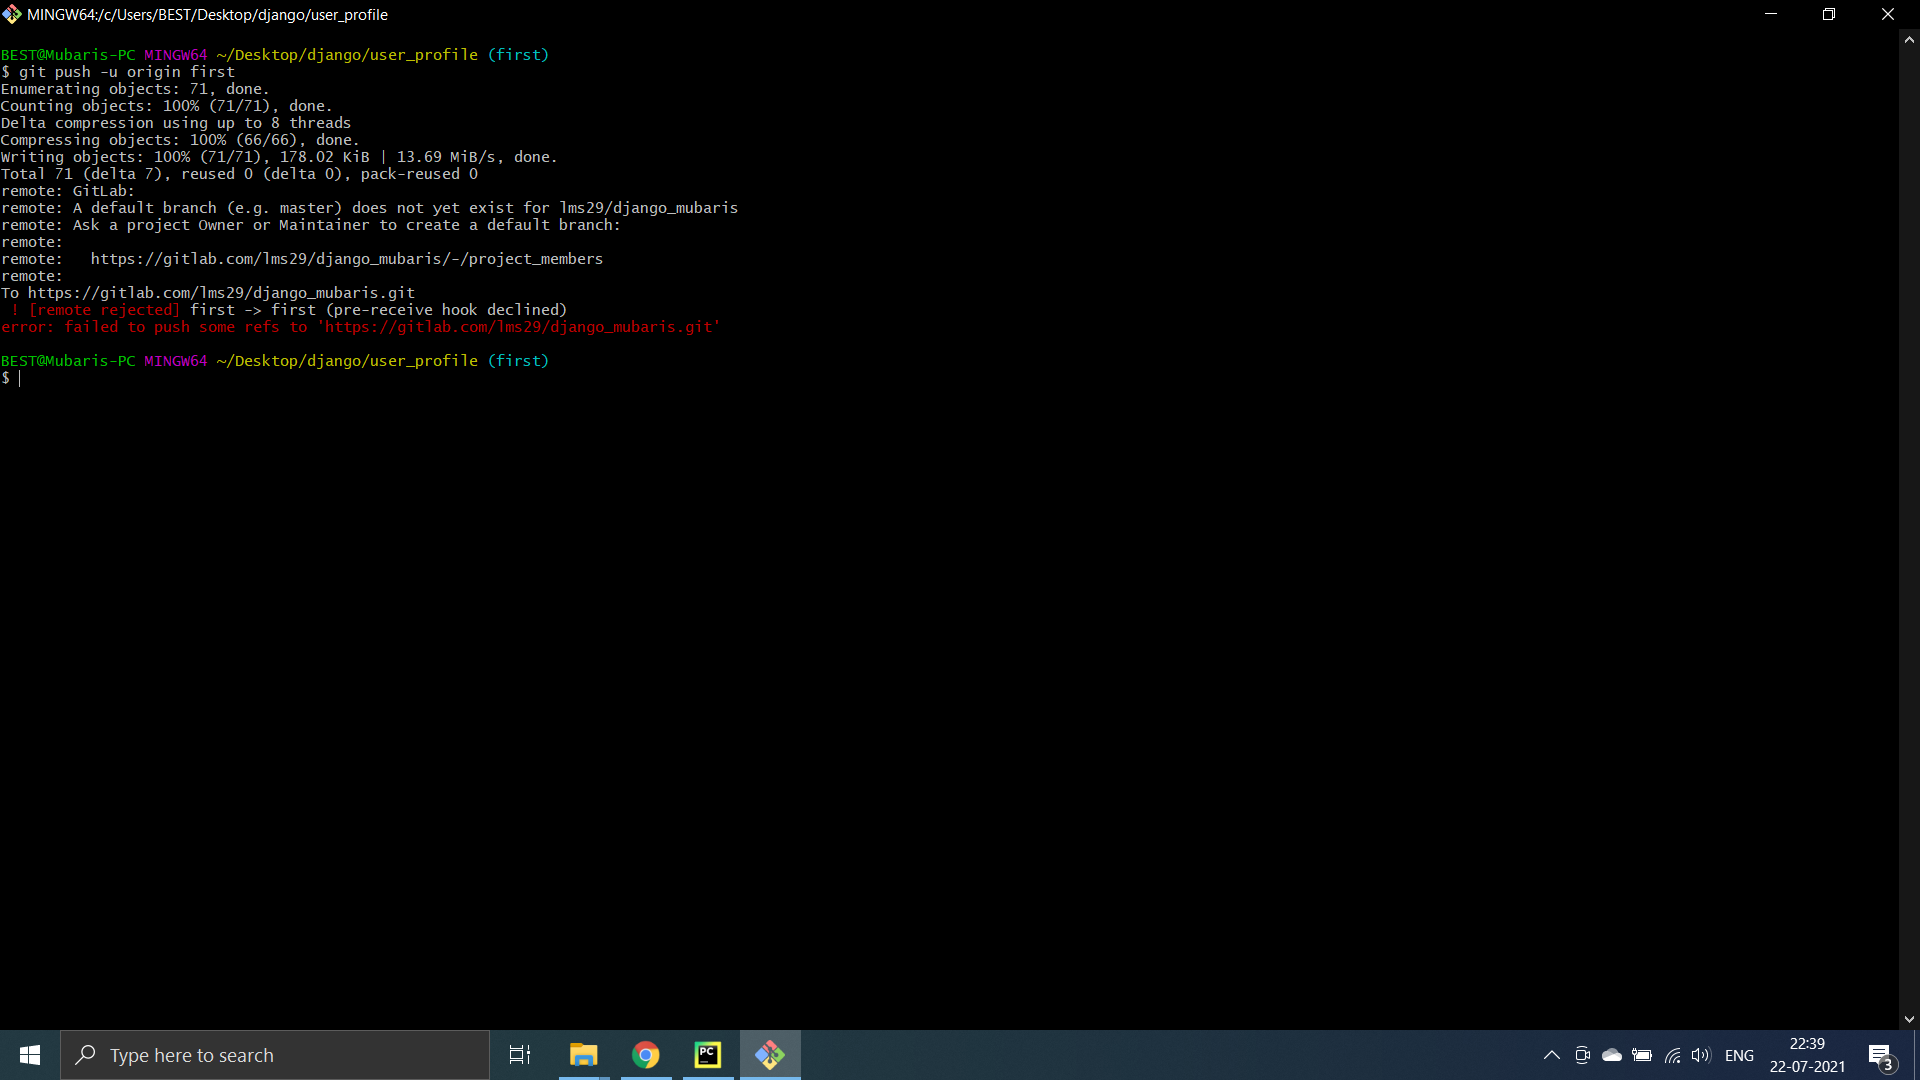 MINGW64:/c/Users/BEST/Desktop/django/user_profile
BEST@Mubaris-PC MINGW64 ~/Desktop/django/user_profile (first)
$ git push -u origin first
Enumerating objects: 71, done.
Counting objects: 100% (71/71), done.
Delta compression using up to 8 threads
Compressing objects: 100% (66/66), done.
Writing objects: 100% (71/71), 178.02 KiB | 13.69 MiB/s, done.
Total 71 (delta 7), reused 0 (delta 0), pack-reused 0
remote: GitLab:
remote: A default branch (e.g. master) does not yet exist for lms29/django_mubaris
remote: Ask a project Owner or Maintainer to create a default branch:
remote:
remote:   https://gitlab.com/lms29/django_mubaris/-/project_members
remote:
To https://gitlab.com/lms29/django_mubaris.git
 ! [remote rejected] first -> first (pre-receive hook declined)
error: failed to push some refs to 'https://gitlab.com/lms29/django_mubaris.git'
BEST@Mubaris-PC MINGW64 ~/Desktop/django/user_profile (first)
$
Type here to search
PC
ENG
22:39
22-07-2021
3